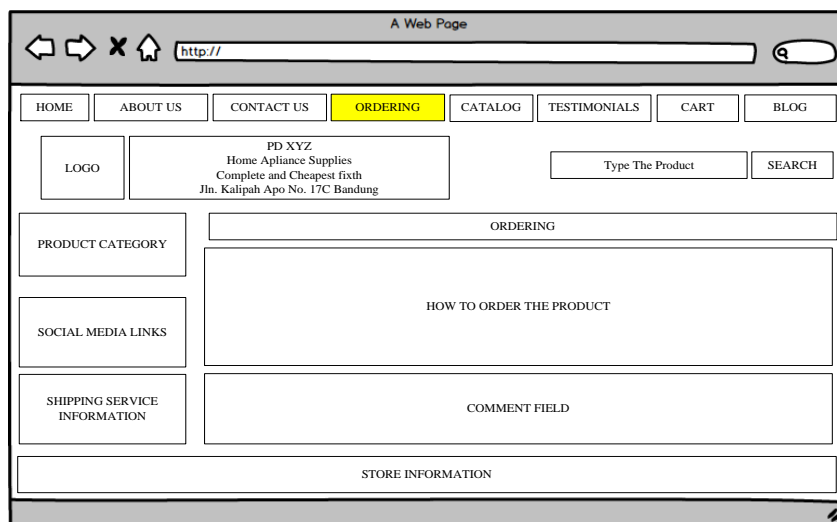 A Web Page
http://
HOME
ABOUT US
CONTACT US
ORDERING
CATALOG
TESTIMONIALS
CART
BLOG
LOGO
PD XYZ
Home Apliance Supplies
Complete and Cheapest fixth
Jln. Kalipah Apo No. 17C Bandung
Type The Product
SEARCH
PRODUCT CATEGORY
ORDERING
HOW TO ORDER THE PRODUCT
SOCIAL MEDIA LINKS
SHIPPING SERVICE
INFORMATION
COMMENT FIELD
STORE INFORMATION